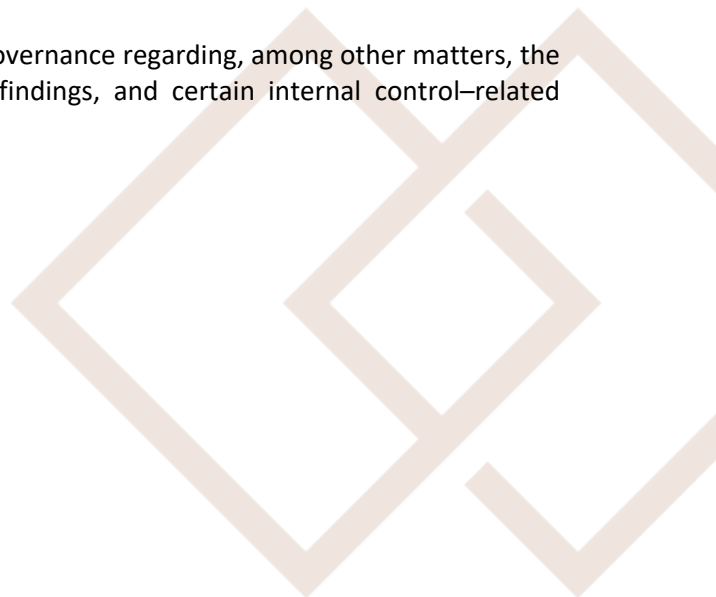 overnance regarding, among other matters, the
findings, and certain internal control–related